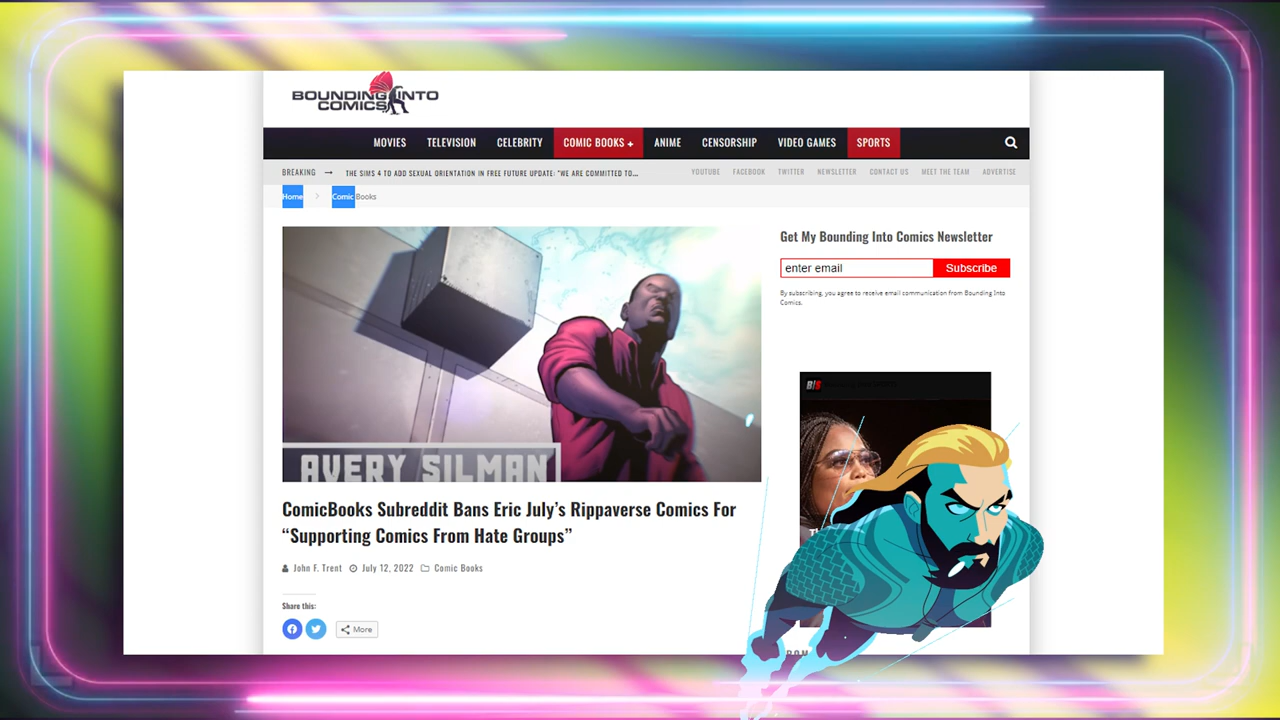 BOUNDING INTO
COMICS
MOVIES TELEVISION CELEBRITY COMIC BOOKS + ANIME CENSORSHIP VIDEO GAMES SPORTS
BREAKING → THE SIMS 4 TO ADD SEXUAL ORIENTATION IN FREE FUTURE UPDATE: "WE ARE COMMITTED TO...
YOUTUBE FACEBOOK TWITTER NEWSLETTER CONTACT US MEET THE TEAM ADVERTISE
Home > Comic Books
AVERY SILMAN
ComicBooks Subreddit Bans Eric July's Rippaverse Comics For
“Supporting Comics From Hate Groups”
John F. Trent July 12, 2022 Comic Books
Share this:
More
Get My Bounding Into Comics Newsletter
enter email Subscribe
By subscribing, you agree to receive email communication from Bounding Into
Comics.